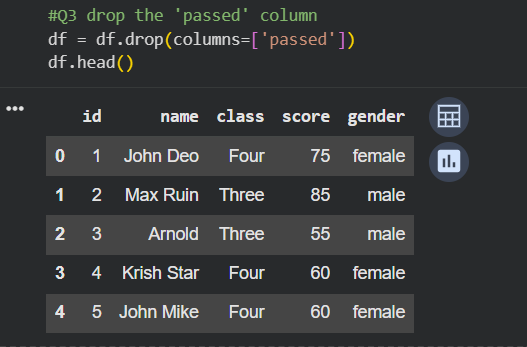 #Q3 drop the 'passed' column
df = df.drop(columns=['passed'])
df.head()
id name class score gender
0 1 John Deo Four 75 female
1 2 Max Ruin Three 85 male
2 3 Arnold Three 55 male
3 4 Krish Star Four 60 female
4 5 John Mike Four 60 female